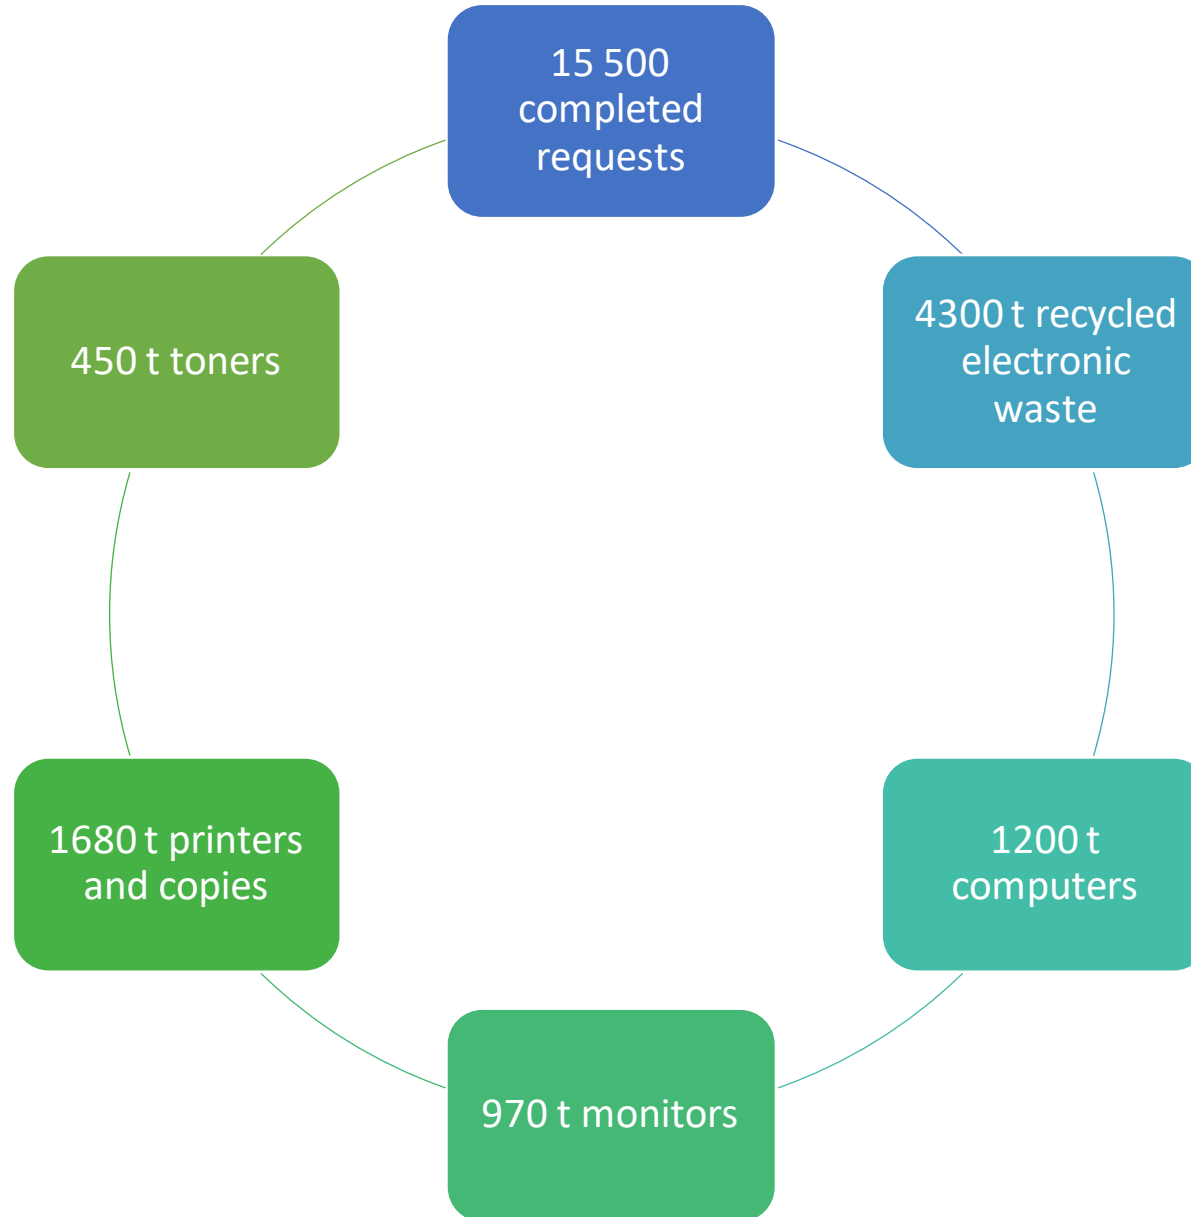 15 500
completed
requests
4300 t recycled
electronic
waste
1200 t
computers
970 t monitors
1680 t printers
and copies
450 t toners